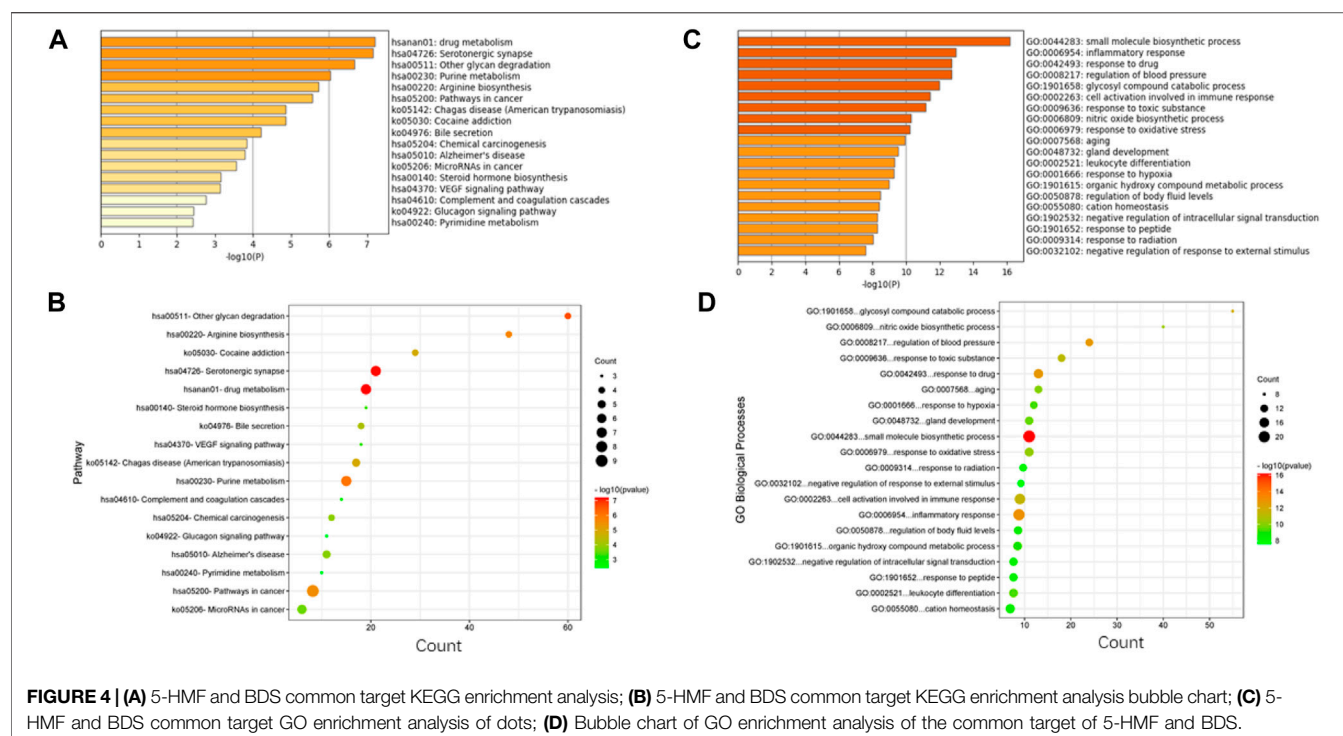 A
hsanan01: drug metabolism
hsa04726: Serotonergic synapse
hsa00511: Other glycan degradation
hsa00230: Purine metabolism
hsa00220: Arginine biosynthesis
hsa05200: Pathways in cancer
ko05142: Chagas disease (American trypanosomiasis)
ko05030: Cocaine addiction
ko04976: Bile secretion
hsa05204: Chemical carcinogenesis
hsa05010: Alzheimer's disease
ko05206: MicroRNAs in cancer
hsa00140: Steroid hormone biosynthesis
hsa04370: VEGF signaling pathway
hsa04610: Complement and coagulation cascades
ko04922: Glucagon signaling pathway
hsa00240: Pyrimidine metabolism
0 1 2 3 4 5 6 7
-log10(P)
C
GO:0044283: small molecule biosynthetic process
GO:0006954: inflammatory response
GO:0042493: response to drug
GO:0008217: regulation of blood pressure
GO:1901658: glycosyl compound catabolic process
GO:0002263: cell activation involved in immune response
GO:0009636: response to toxic substance
GO:0006809: nitric oxide biosynthetic process
GO:0006979: response to oxidative stress
GO:0007568: aging
GO:0048732: gland development
GO:0002521: leukocyte differentiation
GO:0001666: response to hypoxia
GO:1901615: organic hydroxy compound metabolic process
GO:0050878: regulation of body fluid levels
GO:0055080: cation homeostasis
GO:1902532: negative regulation of intracellular signal transduction
GO:1901652: response to peptide
GO:0009314: response to radiation
GO:0032102: negative regulation of response to external stimulus
0 2 4 6 8 10 12 14 16
-log10(P)
B
Pathway
hsa00511- Other glycan degradation
hsa00220- Arginine biosynthesis
ko05030- Cocaine addiction
hsa04726- Serotonergic synapse
hsanan01- drug metabolism
hsa00140- Steroid hormone biosynthesis
ko04976- Bile secretion
hsa04370- VEGF signaling pathway
ko05142- Chagas disease (American trypanosomiasis)
hsa00230- Purine metabolism
hsa04610- Complement and coagulation cascades
hsa05204- Chemical carcinogenesis
ko04922- Glucagon signaling pathway
hsa05010- Alzheimer's disease
hsa00240- Pyrimidine metabolism
hsa05200- Pathways in cancer
ko05206- MicroRNAs in cancer
20 40 60
Count
Count
3
4
5
6
7
8
9
- log10(pvalue)
7
6
5
4
3
D
GO Biological Processes
GO:1901658...glycosyl compound catabolic process
GO:0006809...nitric oxide biosynthetic process
GO:0008217...regulation of blood pressure
GO:0009636...response to toxic substance
GO:0042493...response to drug
GO:0007568...aging
GO:0001666...response to hypoxia
GO:0048732...gland development
GO:0044283...small molecule biosynthetic process
GO:0006979...response to oxidative stress
GO:0009314...response to radiation
GO:0032102...negative regulation of response to external stimulus
GO:0002263...cell activation involved in immune response
GO:0006954...inflammatory response
GO:0050878...regulation of body fluid levels
GO:1901615...organic hydroxy compound metabolic process
GO:1902532...negative regulation of intracellular signal transduction
GO:1901652...response to peptide
GO:0002521...leukocyte differentiation
GO:0055080...cation homeostasis
10 20 30 40 50
Count
Count
8
12
16
20
- log10(pvalue)
16
14
12
10
8
FIGURE 4 | (A) 5-HMF and BDS common target KEGG enrichment analysis; (B) 5-HMF and BDS common target KEGG enrichment analysis bubble chart; (C) 5-
HMF and BDS common target GO enrichment analysis of dots; (D) Bubble chart of GO enrichment analysis of the common target of 5-HMF and BDS.